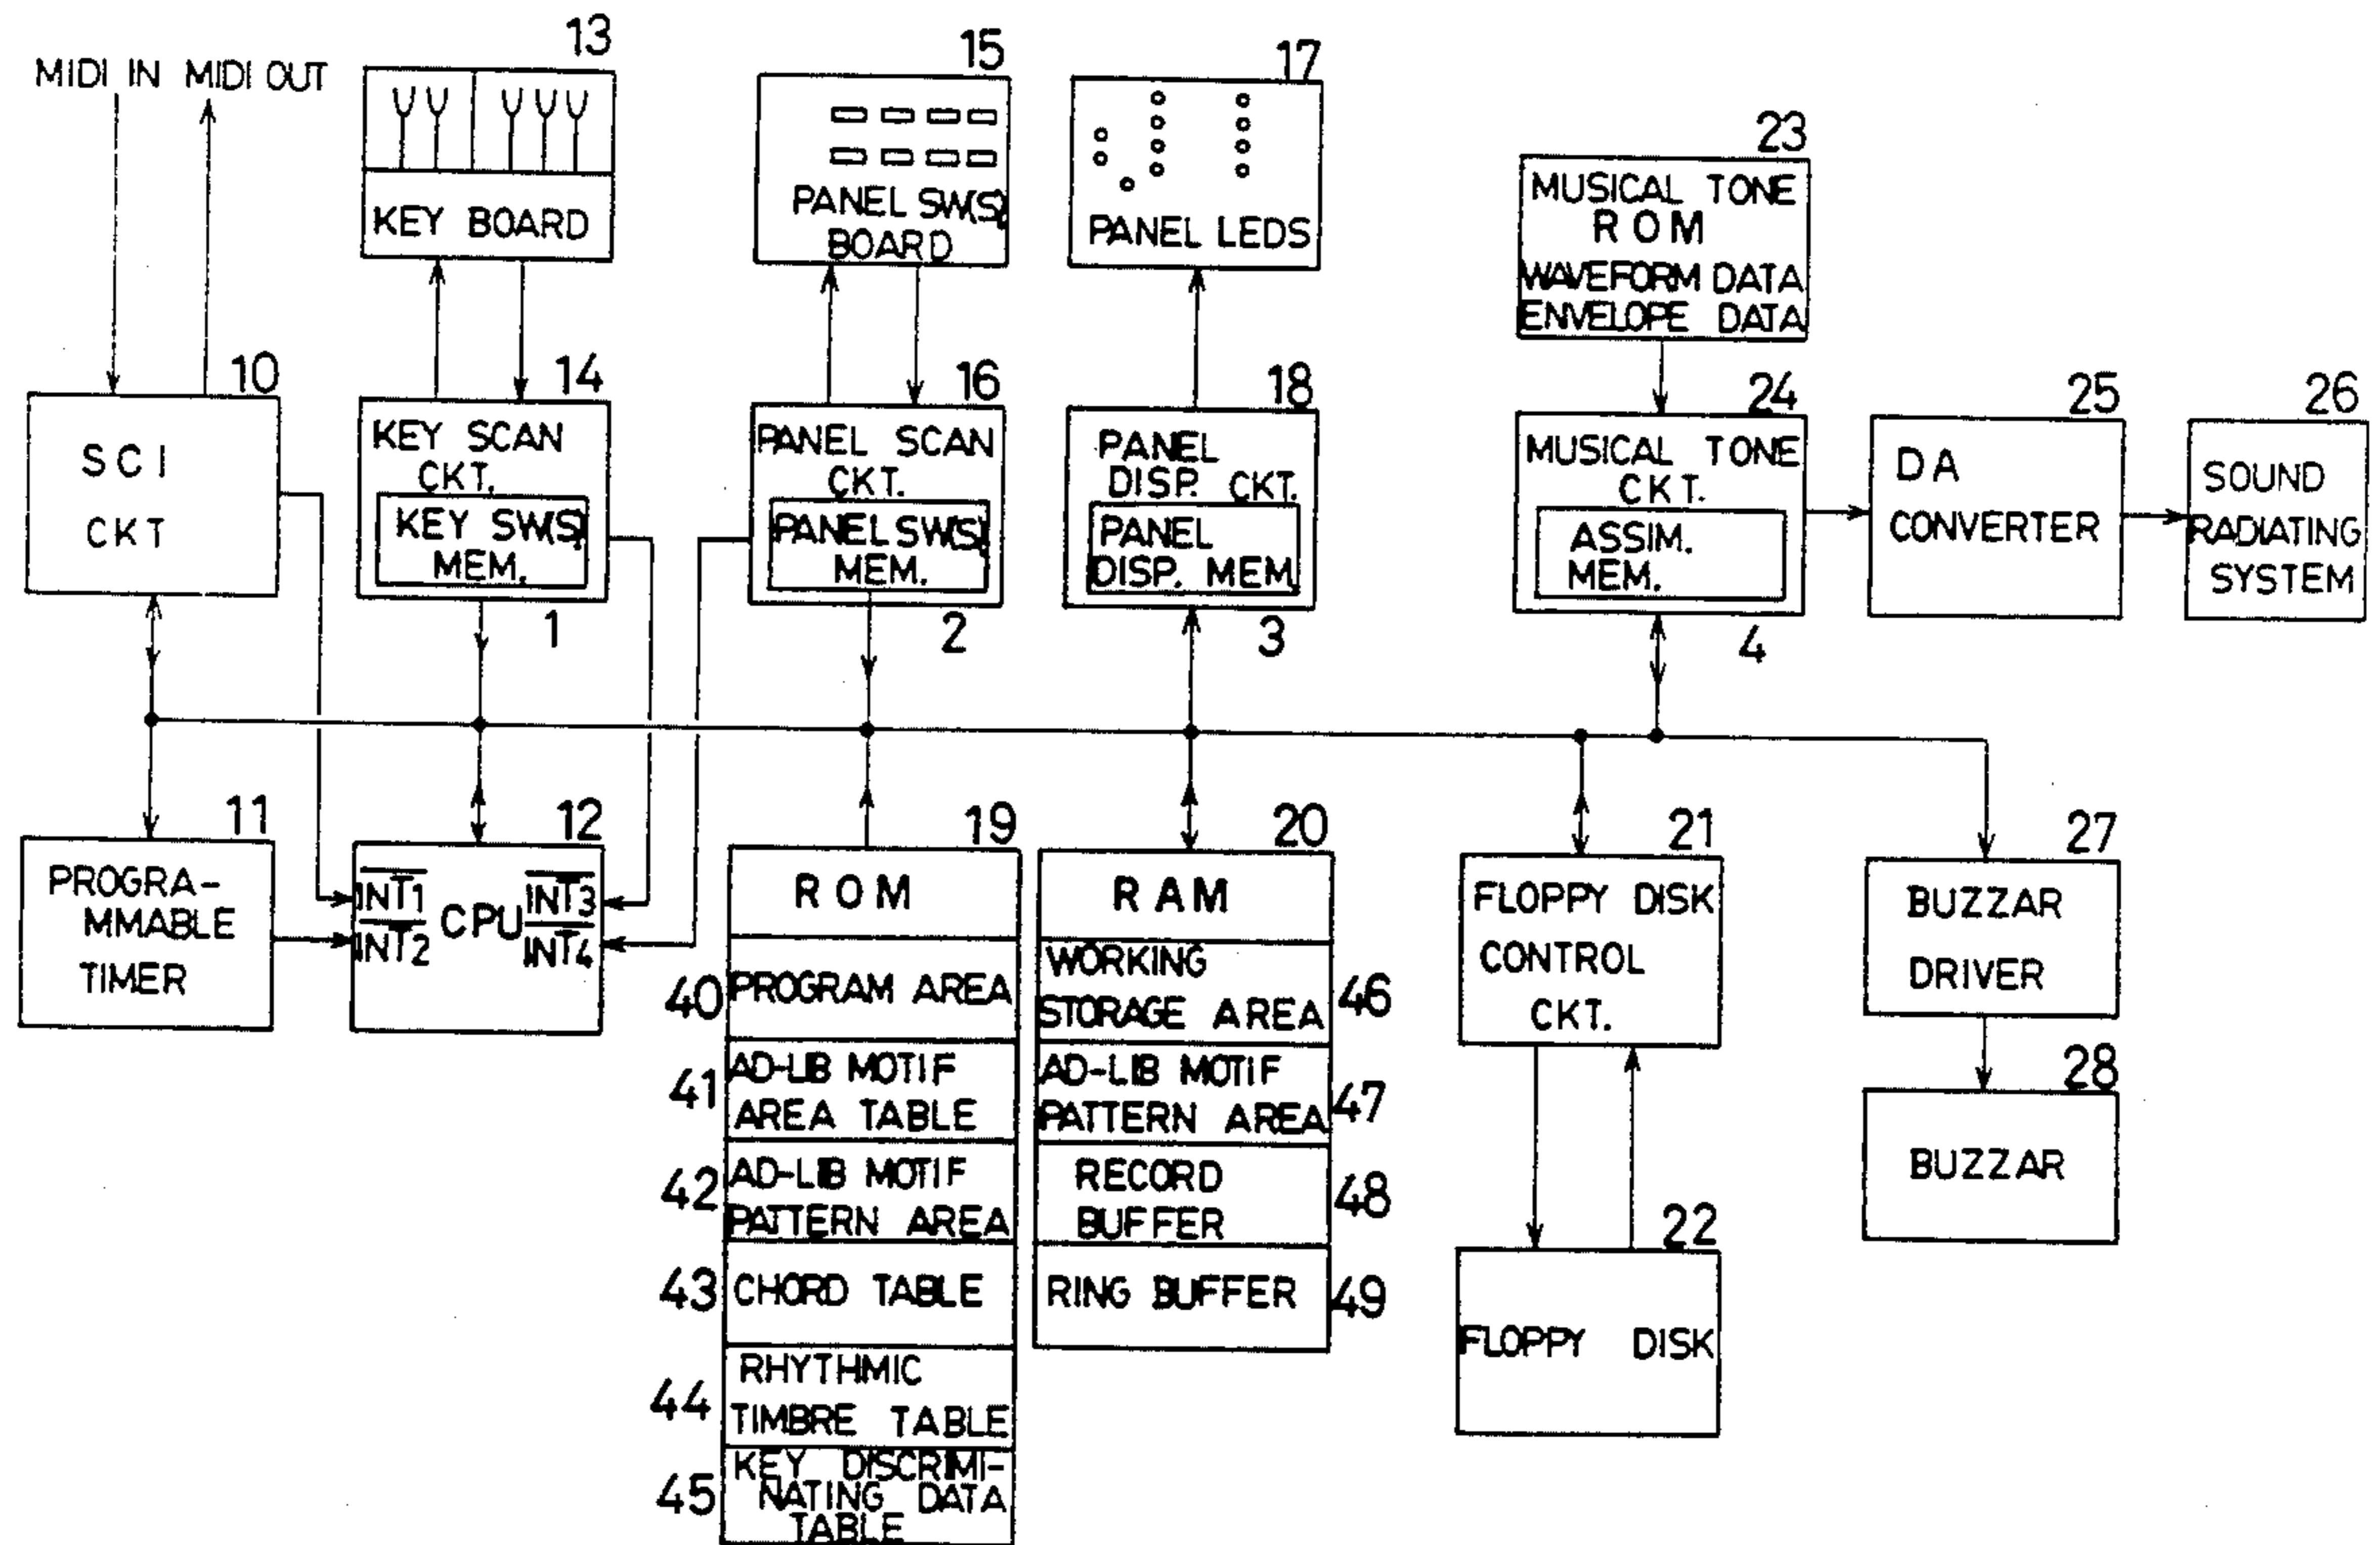 MIDI IN MIDI OUT
13
KEY BOARD
15
PANEL SW(S)
BOARD
17
PANEL LEDS
23
MUSICAL TONE
ROM
WAVEFORM DATA
ENVELOPE DATA
10
SCI
CKT
14
KEY SCAN
CKT.
KEY SW(S)
MEM.
1
16
PANEL SCAN
CKT.
PANEL SW(S)
MEM.
2
18
PANEL
DISP. CKT.
PANEL
DISP. MEM.
3
24
MUSICAL TONE
CKT.
ASSIM.
MEM.
4
25
DA
CONVERTER
26
SOUND
RADIATING
SYSTEM
11
PROGRA-
MMABLE
TIMER
12
INT1
INT2
CPU
INT3
INT4
19
ROM
40 PROGRAM AREA
41 AD-LIB MOTIF
AREA TABLE
42 AD-LIB MOTIF
PATTERN AREA
43 CHORD TABLE
44 RHYTHMIC
TIMBRE TABLE
45 KEY DISCRIMI-
NATING DATA
TABLE
20
RAM
WORKING
STORAGE AREA 46
AD-LIB MOTIF
PATTERN AREA 47
RECORD
BUFFER 48
RING BUFFER 49
21
FLOPPY DISK
CONTROL
CKT.
22
FLOPPY DISK
27
BUZZAR
DRIVER
28
BUZZAR